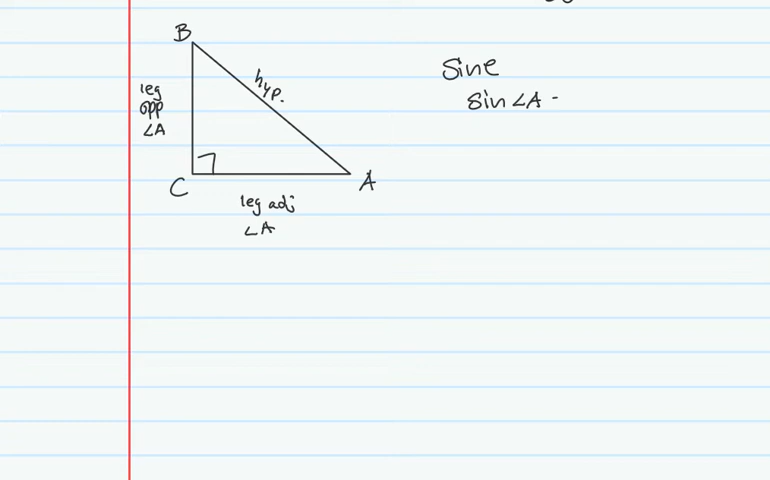 B
hyp.
leg
opp
∠A
C
A
leg adj
∠A
Sine
sin ∠A -